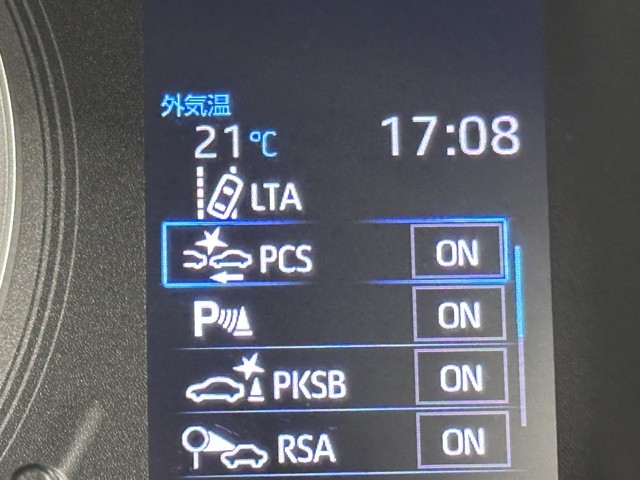 外気温
21℃ 17:08
LTA
PCS ON
P ON
PKSB ON
RSA ON